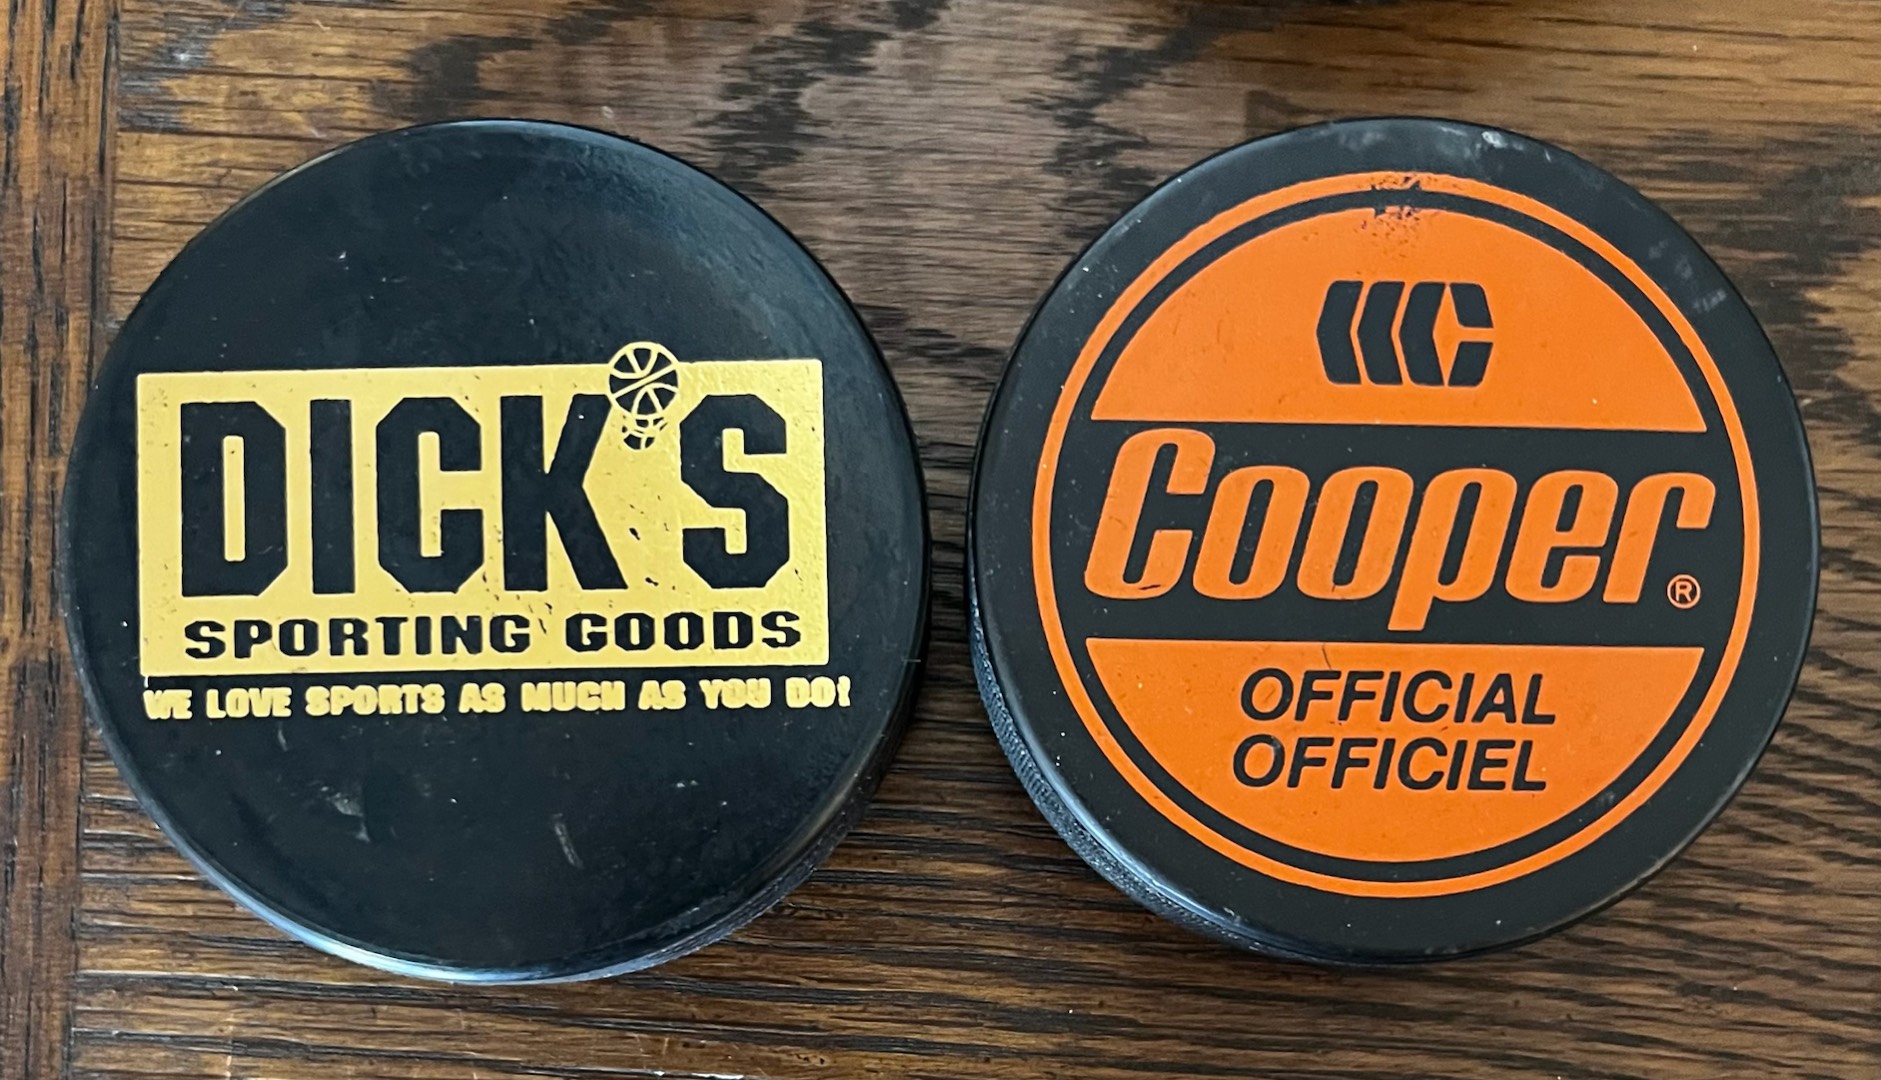 DICK'S
SPORTING GOODS
WE LOVE SPORTS AS MUCH AS YOU DO!
Cooper®
OFFICIAL
OFFICIEL